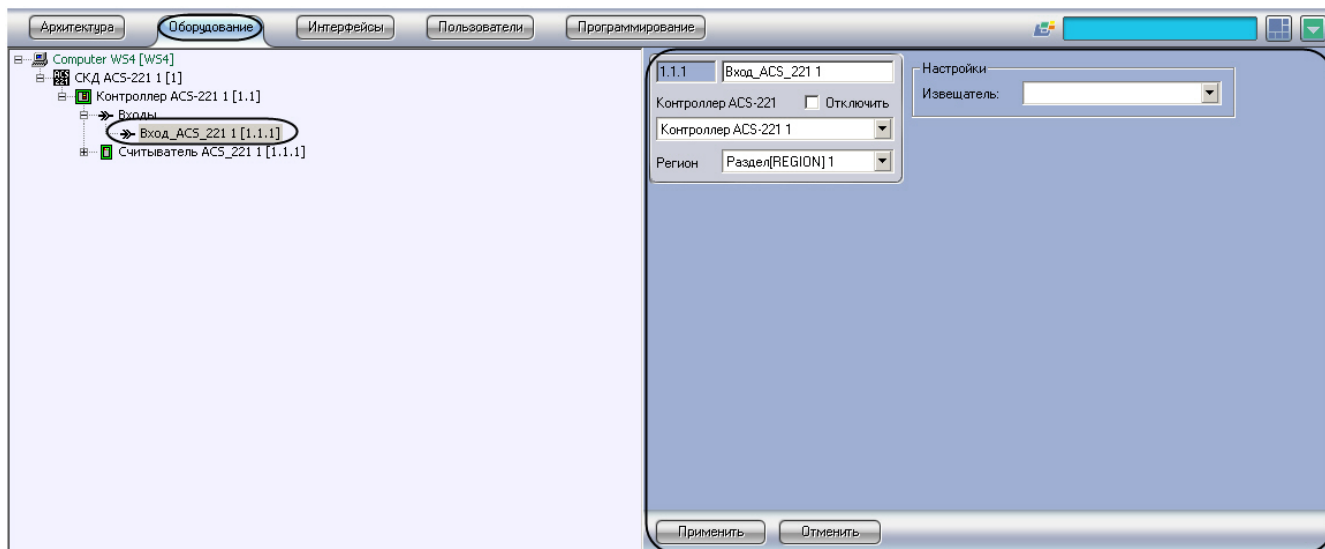 Архитектура Оборудование Интерфейсы Пользователи Программирование
Computer WS4 [WS4]
СКД ACS-221 1 [1]
Контроллер ACS-221 1 [1.1]
Входы
Вход_ACS_221 1 [1.1.1]
Считыватель ACS_221 1 [1.1.1]
1.1.1 Вход_ACS_221 1
Контроллер ACS-221 Отключить
Контроллер ACS-221 1
Регион Раздел[REGION] 1
Настройки
Извещатель:
Применить Отменить